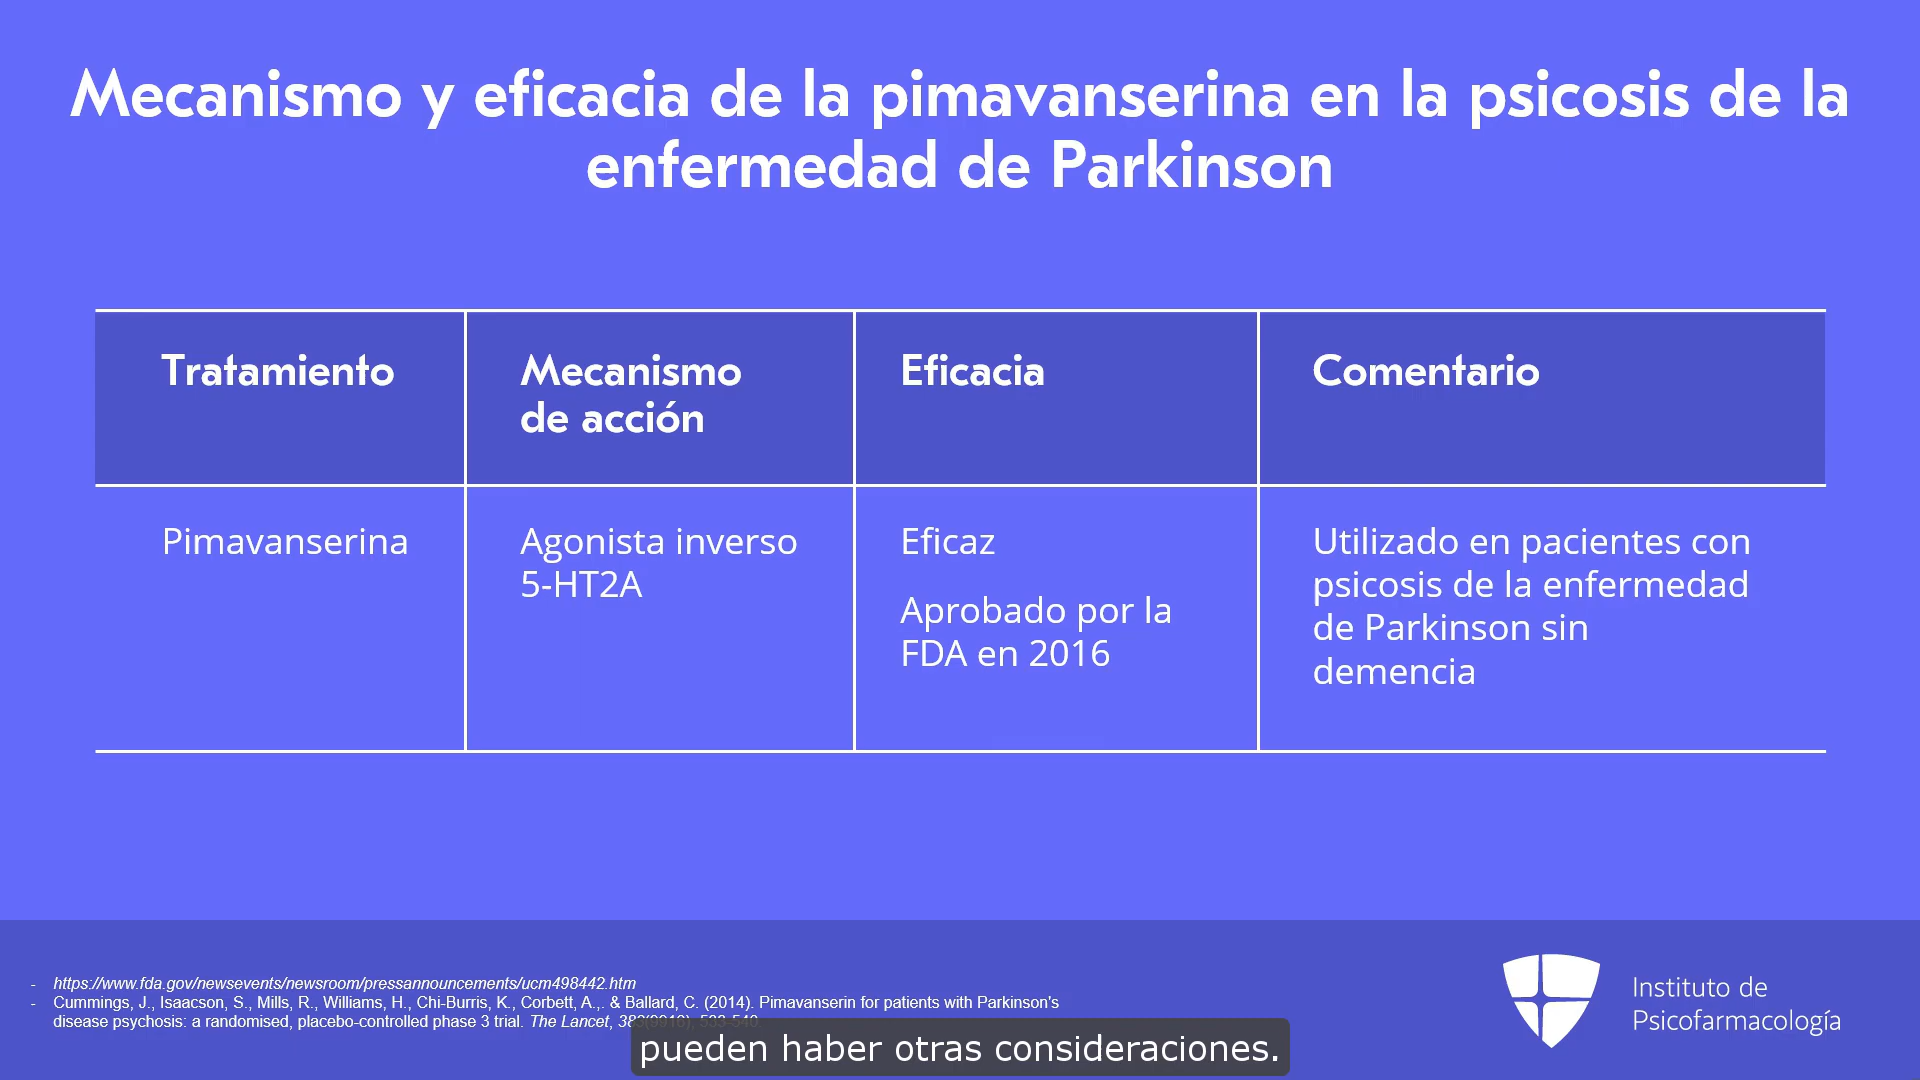 Mecanismo y eficacia de la pimavanserina en la psicosis de la
enfermedad de Parkinson
Tratamiento
Mecanismo
de acción
Eficacia
Comentario
Pimavanserina
Agonista inverso
5-HT2A
Eficaz
Aprobado por la
FDA en 2016
Utilizado en pacientes con
psicosis de la enfermedad
de Parkinson sin
demencia
- https://www.fda.gov/newsevents/newsroom/pressannouncements/ucm498442.htm
- Cummings, J., Isaacson, S., Mills, R., Williams, H., Chi-Burris, K., Corbett, A.,. & Ballard, C. (2014). Pimavanserin for patients with Parkinson's
disease psychosis: a randomised, placebo-controlled phase 3 trial. The Lancet,
pueden haber otras consideraciones.
Instituto de
Psicofarmacología